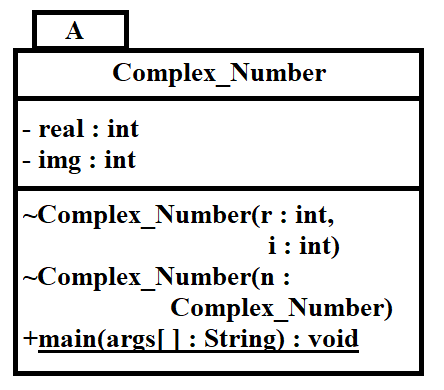 A
Complex_Number
- real : int
- img : int
~Complex_Number(r : int,
i : int)
~Complex_Number(n :
Complex_Number)
+main(args[ ] : String) : void